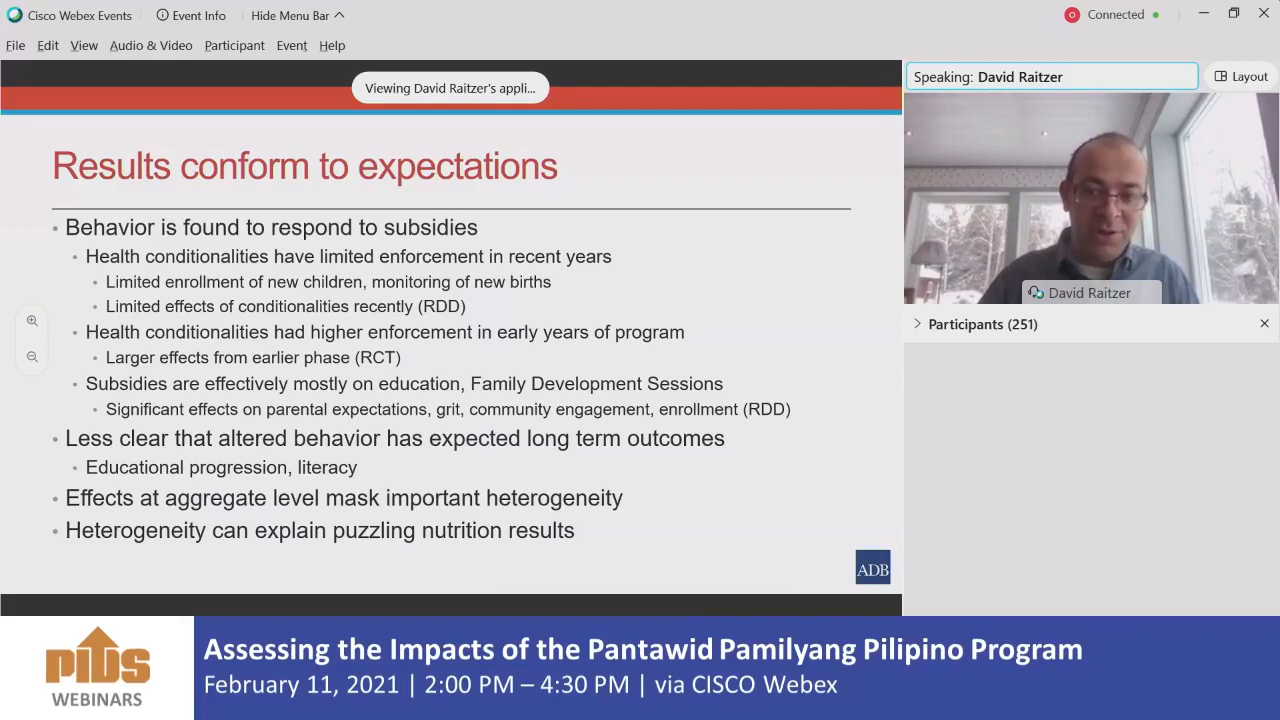 Cisco Webex Events
Event Info
Hide Menu Bar
Connected
File Edit View Audio & Video Participant Event Help
Viewing David Raitzer's appli...
Speaking: David Raitzer
Layout
Results conform to expectations
• Behavior is found to respond to subsidies
• Health conditionalities have limited enforcement in recent years
• Limited enrollment of new children, monitoring of new births
• Limited effects of conditionalities recently (RDD)
• Health conditionalities had higher enforcement in early years of program
• Larger effects from earlier phase (RCT)
• Subsidies are effectively mostly on education, Family Development Sessions
• Significant effects on parental expectations, grit, community engagement, enrollment (RDD)
• Less clear that altered behavior has expected long term outcomes
• Educational progression, literacy
• Effects at aggregate level mask important heterogeneity
• Heterogeneity can explain puzzling nutrition results
ADB
David Raitzer
Participants (251)
PIDS
WEBINARS
Assessing the Impacts of the Pantawid Pamilyang Pilipino Program
February 11, 2021 | 2:00 PM – 4:30 PM | via CISCO Webex